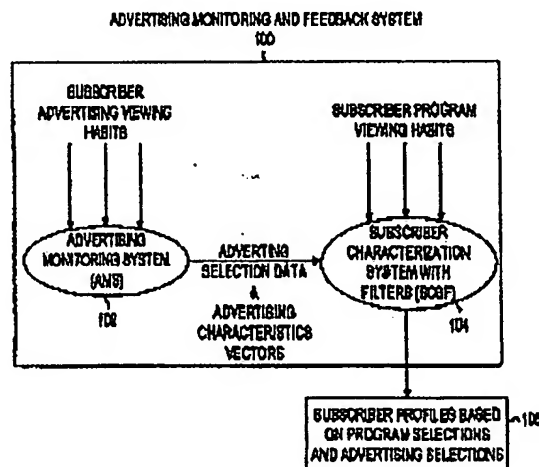 ADVERTISING MONITORING AND FEEDBACK SYSTEM
100
SUBSCRIBER
ADVERTISING VIEWING
HABITS
SUBSCRIBER PROGRAM
VIEWING HABITS
ADVERTISING
MONITORING SYSTEM
(AMS)
102
ADVERTING
SELECTION DATA
&
ADVERTISING
CHARACTERISTICS
VECTORS
SUBSCRIBER
CHARACTERIZATION
SYSTEM WITH
FILTERS (SCSF)
104
SUBSCRIBER PROFILES BASED
ON PROGRAM SELECTIONS
AND ADVERTISING SELECTIONS
106